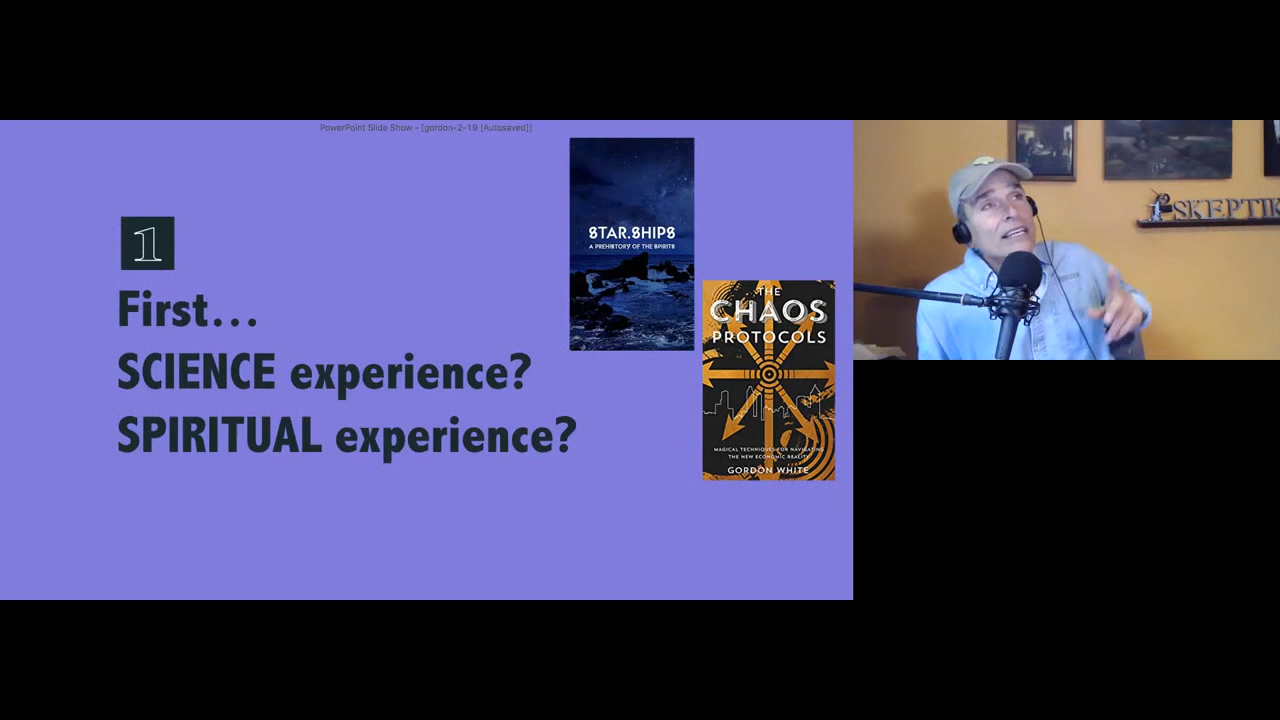 PowerPoint Slide Show - [gordon-2-19 [Autosaved]]
1
First...
SCIENCE experience?
SPIRITUAL experience?
STAR.SHIPS
A PREHISTORY OF THE SPIRITS
THE
CHAOS
PROTOCOLS
MAGICAL TECHNIQUES FOR NAVIGATING
THE NEW ECONOMIC REALITY
GORDON WHITE
SKEPTIK